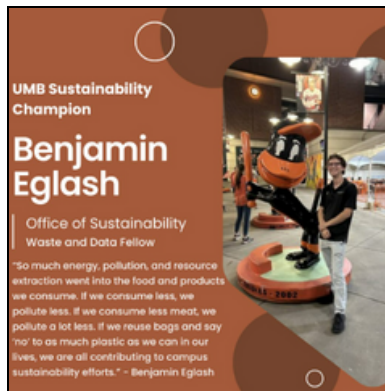 UMB Sustainability
Champion
Benjamin
Eglash
Office of Sustainability
Waste and Data Fellow
"So much energy, pollution, and resource
extraction went into the food and products
we consume. If we consume less, we
pollute less. If we consume less meat, we
pollute a lot less. If we reuse bags and say
'no' to as much plastic as we can in our
lives, we are all contributing to campus
sustainability efforts." - Benjamin Eglash